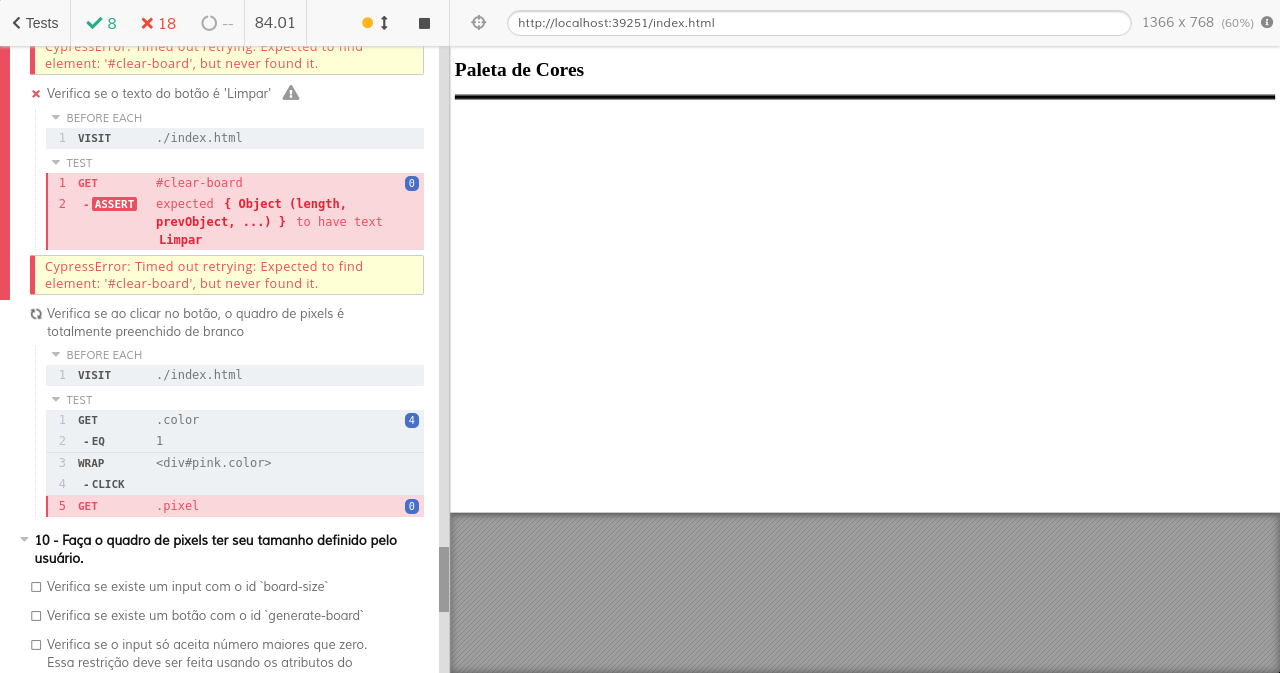 Tests
8
18
--
84.01
http://localhost:39251/index.html
1366 x 768 (60%)
CypressError: Timed out retrying: Expected to find
element: '#clear-board', but never found it.
Verifica se o texto do botão é 'Limpar'
BEFORE EACH
1 VISIT ./index.html
TEST
1 GET #clear-board 0
2 - ASSERT expected { Object (length,
prevObject, ...) } to have text
Limpar
CypressError: Timed out retrying: Expected to find
element: '#clear-board', but never found it.
Verifica se ao clicar no botão, o quadro de pixels é
totalmente preenchido de branco
BEFORE EACH
1 VISIT ./index.html
TEST
1 GET .color 4
2 - EQ 1
3 WRAP <div#pink.color>
4 - CLICK
5 GET .pixel 0
10 - Faça o quadro de pixels ter seu tamanho definido pelo
usuário.
Verifica se existe um input com o id `board-size`
Verifica se existe um botão com o id `generate-board`
Verifica se o input só aceita número maiores que zero.
Essa restrição deve ser feita usando os atributos do
Paleta de Cores